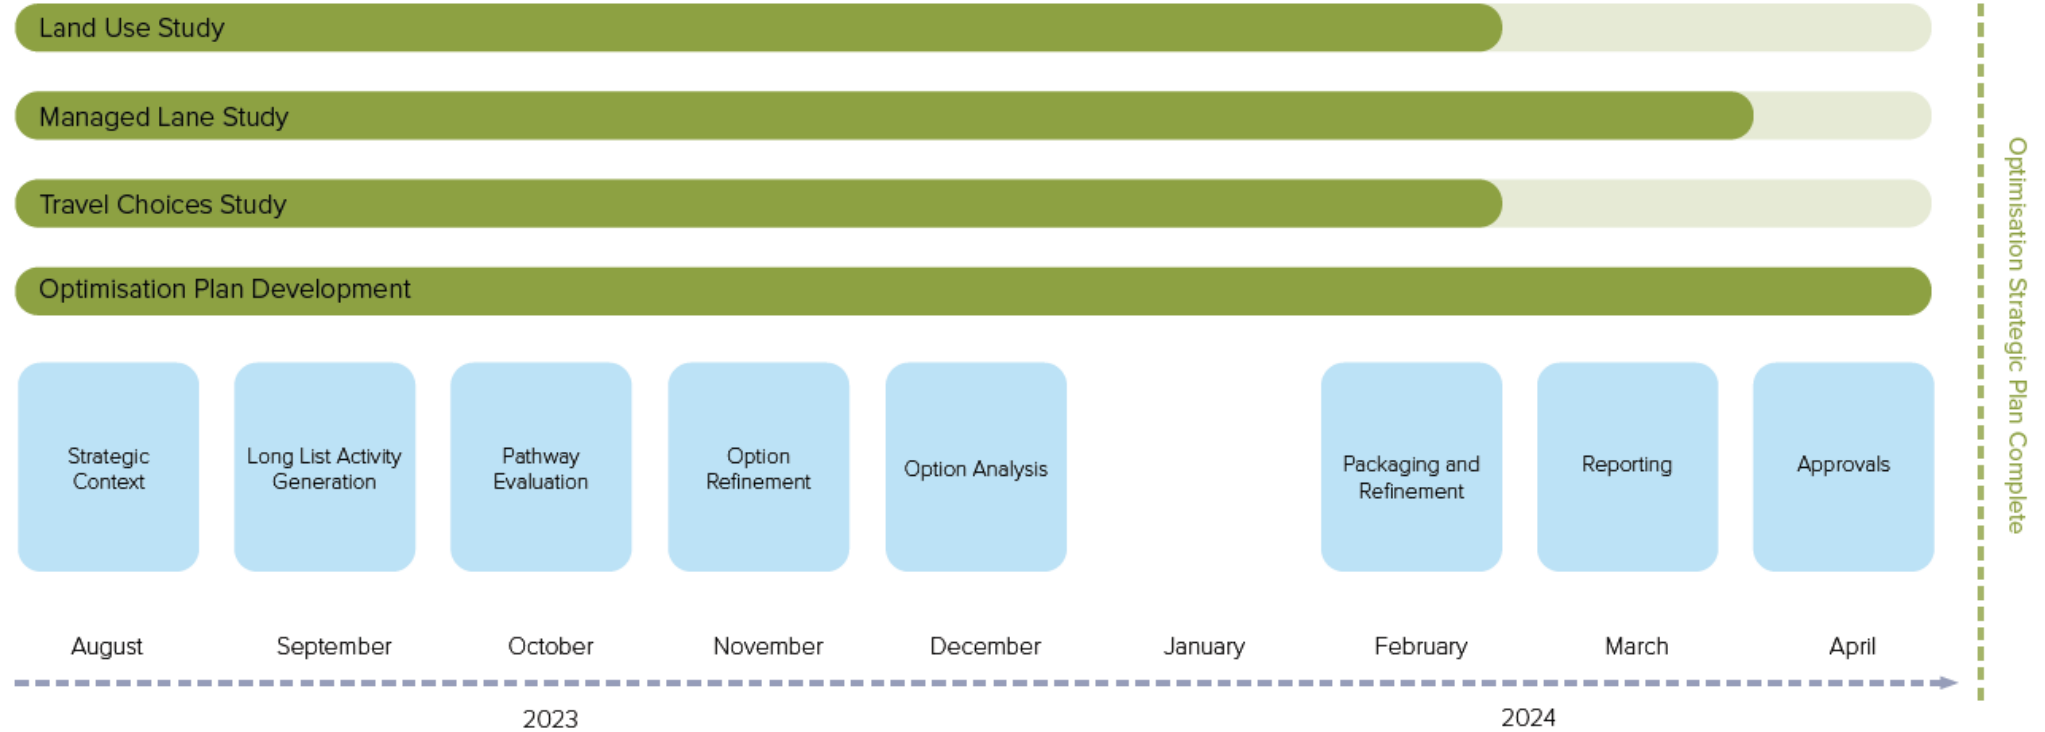 Land Use Study
Managed Lane Study
Travel Choices Study
Optimisation Plan Development
Strategic
Context
Long List Activity
Generation
Pathway
Evaluation
Option
Refinement
Option Analysis
Packaging and
Refinement
Reporting
Approvals
August
September
October
November
December
January
February
March
April
2023
2024
Optimisation Strategic Plan Complete